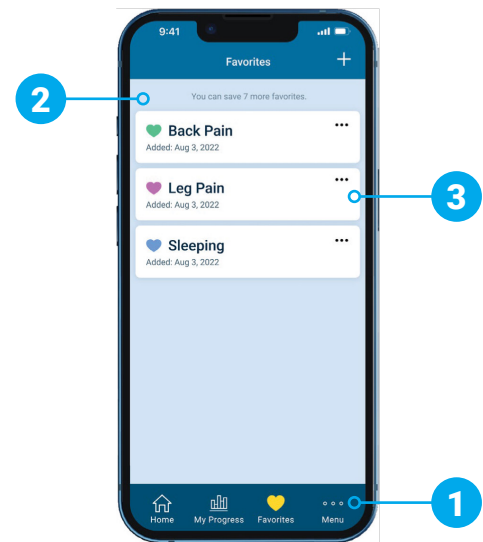 9:41
Favorites
+
2
You can save 7 more favorites.
Back Pain
Added: Aug 3, 2022
Leg Pain
Added: Aug 3, 2022
3
Sleeping
Added: Aug 3, 2022
Home My Progress Favorites Menu
1